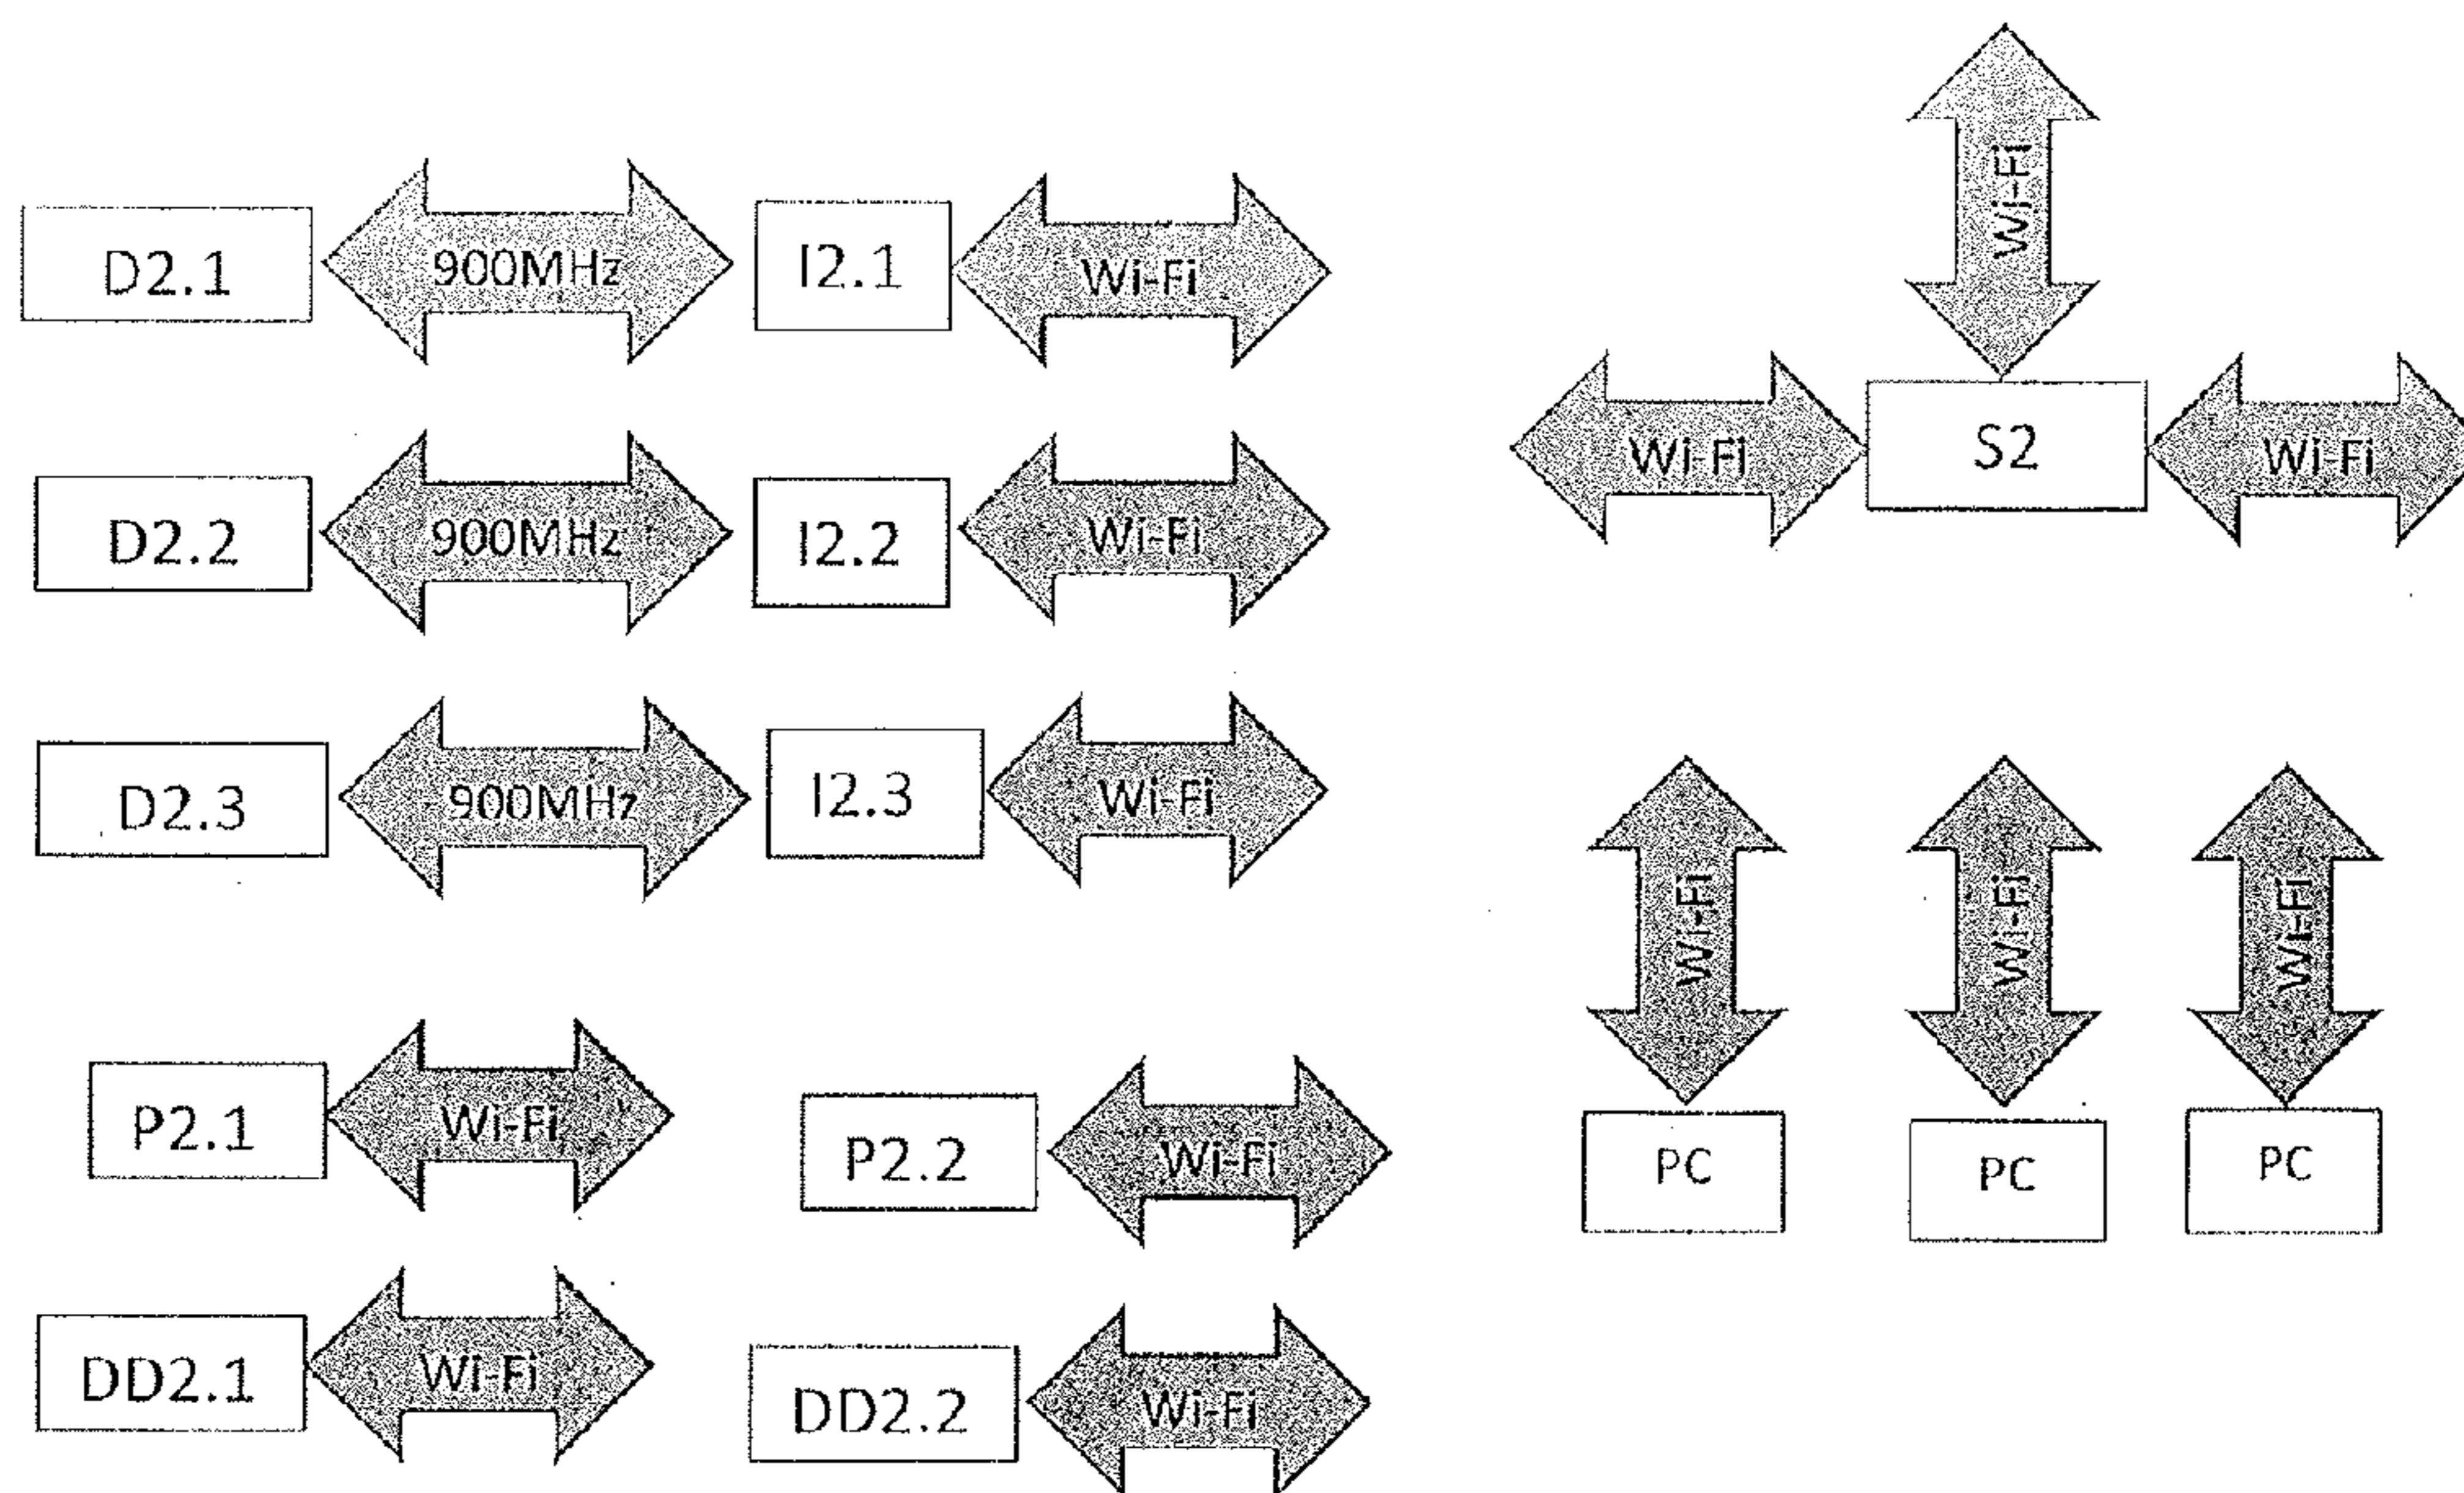 Wi-Fi
D2.1 900MHz I2.1 Wi-Fi
Wi-Fi S2 Wi-Fi
D2.2 900MHz I2.2 Wi-Fi
D2.3 900MHz I2.3 Wi-Fi
Wi-Fi Wi-Fi Wi-Fi
P2.1 Wi-Fi P2.2 Wi-Fi
PC PC PC
DD2.1 Wi-Fi DD2.2 Wi-Fi